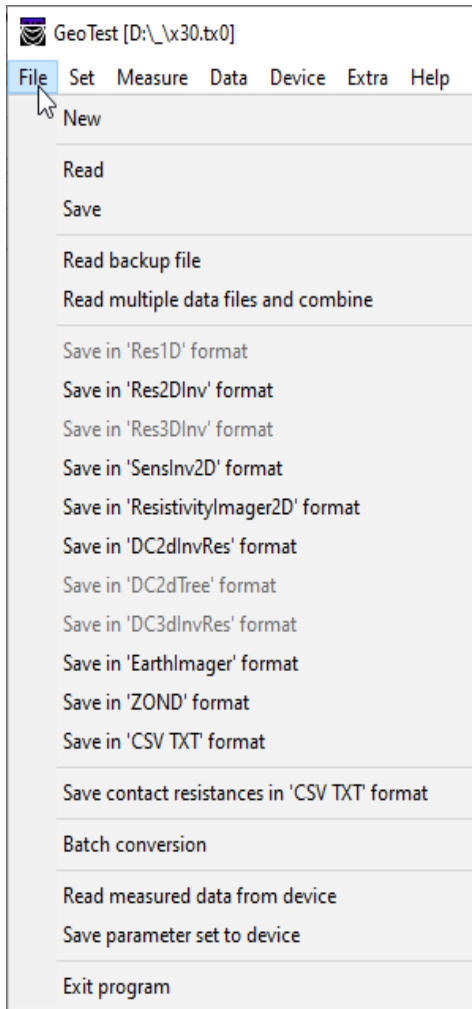 GeoTest [D:\_\x30.tx0]
File Set Measure Data Device Extra Help
New
Read
Save
Read backup file
Read multiple data files and combine
Save in 'Res1D' format
Save in 'Res2DInv' format
Save in 'Res3DInv' format
Save in 'SensInv2D' format
Save in 'ResistivityImager2D' format
Save in 'DC2dInvRes' format
Save in 'DC2dTree' format
Save in 'DC3dInvRes' format
Save in 'EarthImager' format
Save in 'ZOND' format
Save in 'CSV TXT' format
Save contact resistances in 'CSV TXT' format
Batch conversion
Read measured data from device
Save parameter set to device
Exit program